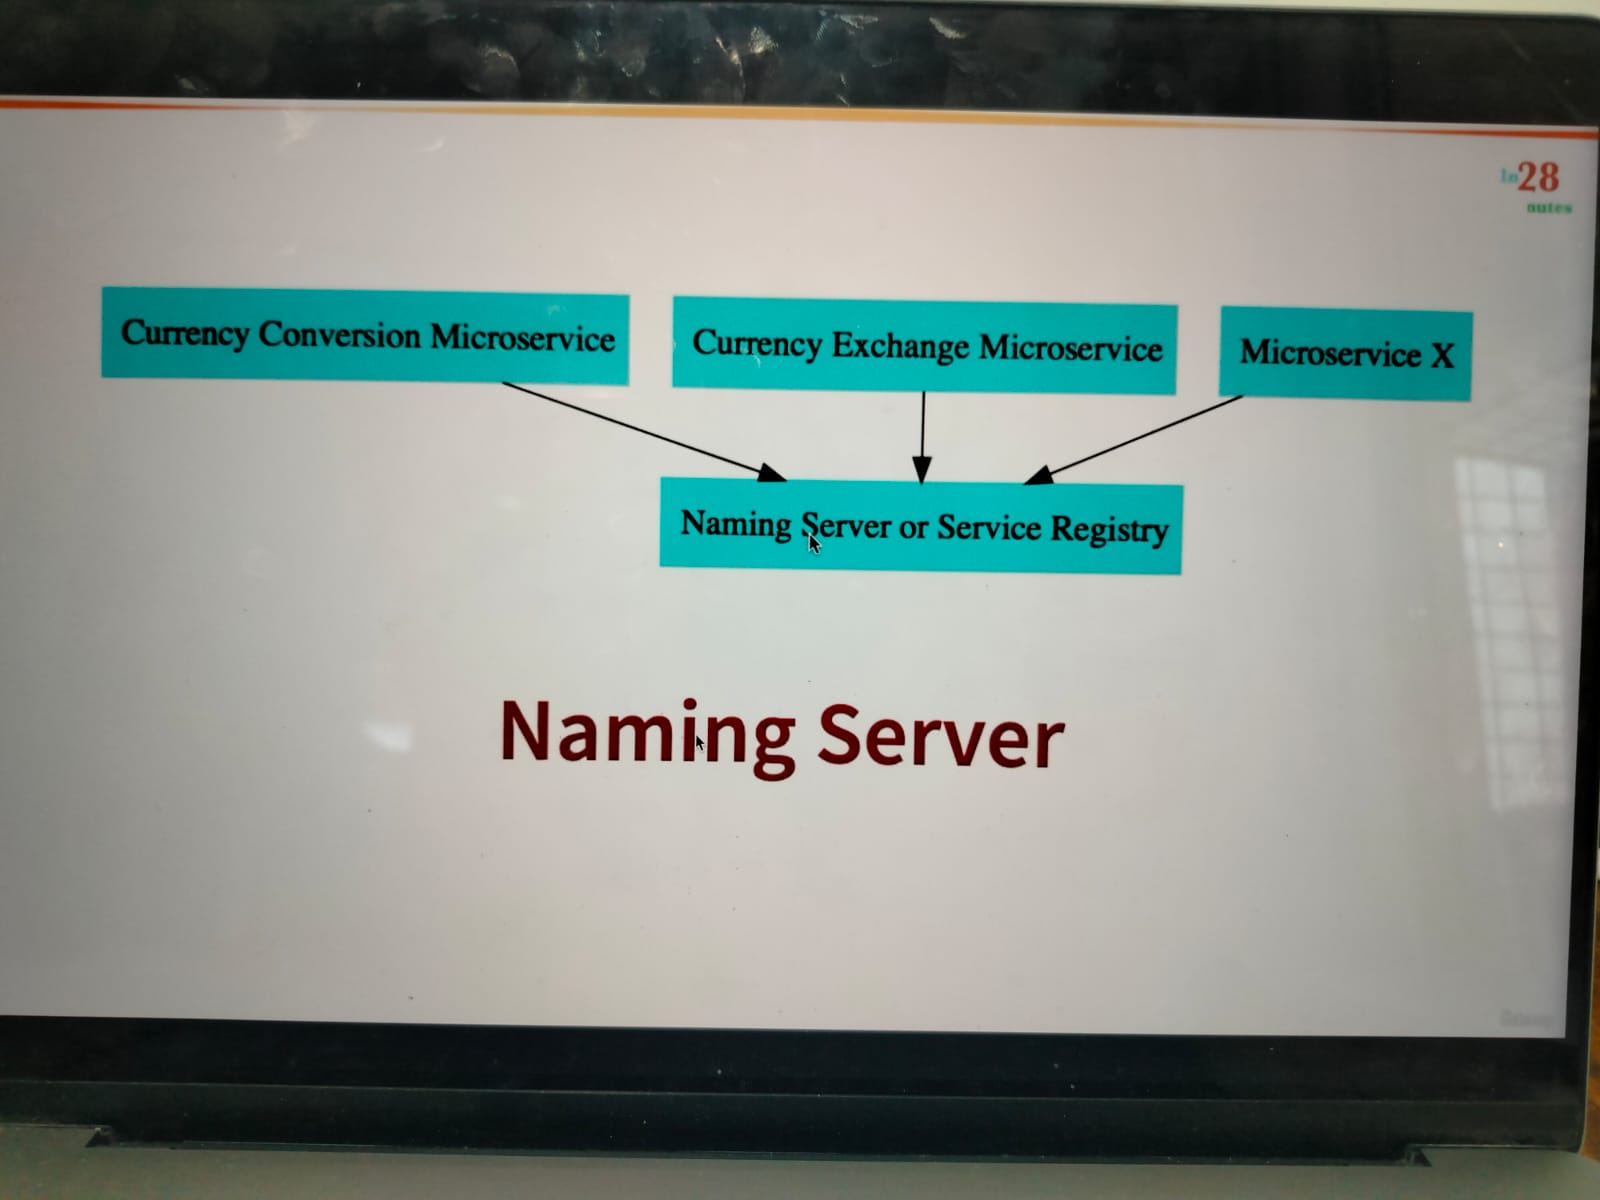 In28
nutes
Currency Conversion Microservice
Currency Exchange Microservice
Microservice X
Naming Server or Service Registry
Naming Server